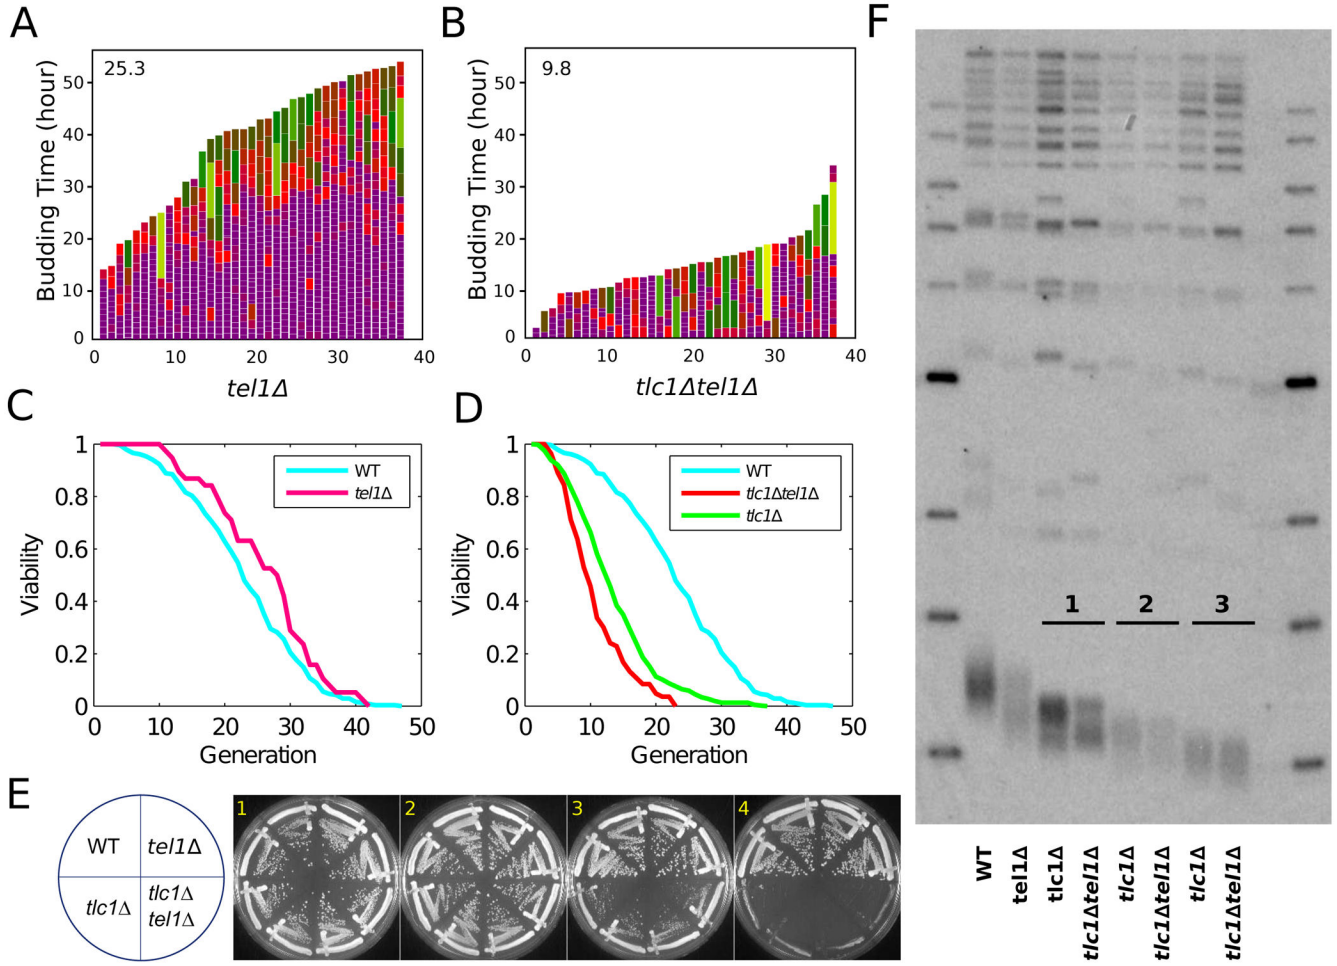 A
25.3
Budding Time (hour)
50
40
30
20
10
0
0 10 20 30 40
tel1Δ
B
9.8
Budding Time (hour)
50
40
30
20
10
0
0 10 20 30 40
tlc1Δtel1Δ
C
Viability
1
0.8
0.6
0.4
0.2
0
0 10 20 30 40 50
Generation
WT
tel1Δ
D
Viability
1
0.8
0.6
0.4
0.2
0
0 10 20 30 40 50
Generation
WT
tlc1Δtel1Δ
tlc1Δ
E
WT
tel1Δ
tlc1Δ
tlc1Δ
tel1Δ
1
2
3
4
F
1 2 3
WT
tel1Δ
tlc1Δ
tlc1Δtel1Δ
tlc1Δ
tlc1Δtel1Δ
tlc1Δ
tlc1Δtel1Δ